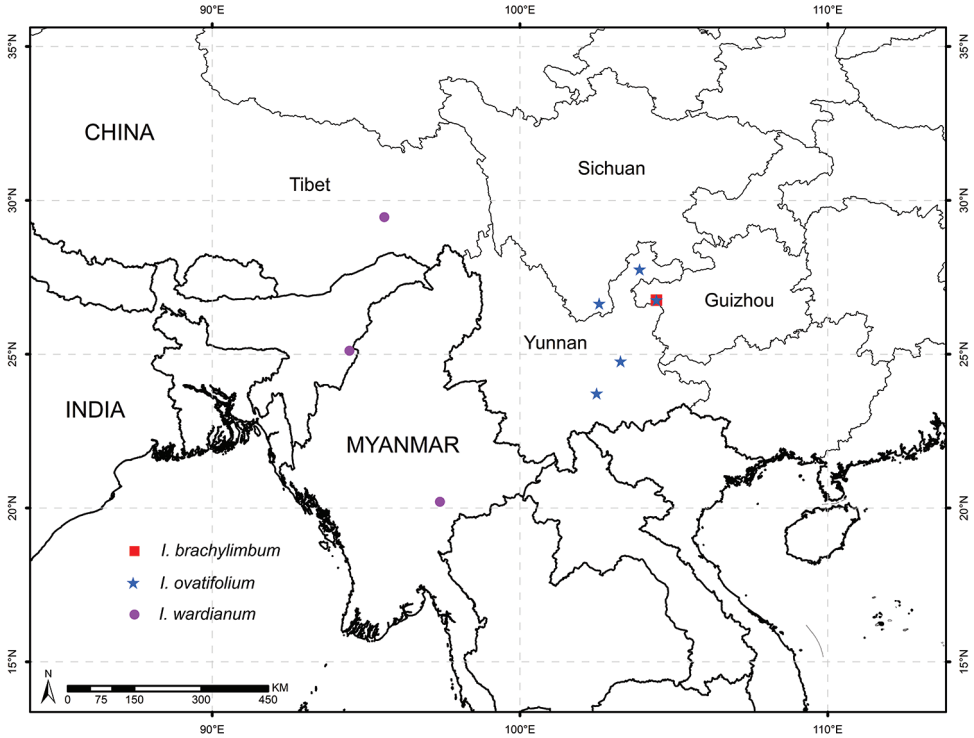 90°E 100°E 110°E
35°N 35°N
CHINA
Sichuan
Tibet
30°N 30°N
Guizhou
Yunnan
25°N 25°N
INDIA
MYANMAR
20°N 20°N
I. brachylimbum
I. ovatifolium
I. wardianum
15°N 15°N
N
KM
0 75 150 300 450
90°E 100°E 110°E